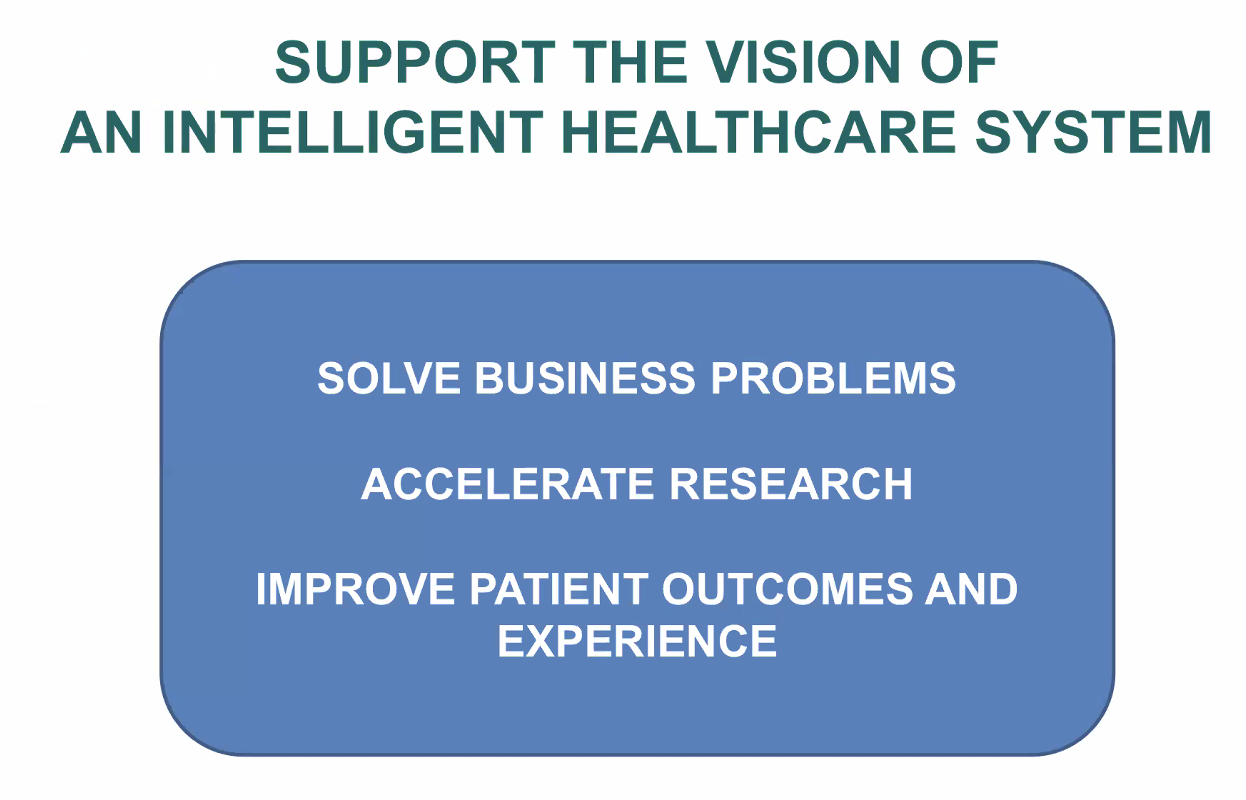 SUPPORT THE VISION OF
AN INTELLIGENT HEALTHCARE SYSTEM
SOLVE BUSINESS PROBLEMS
ACCELERATE RESEARCH
IMPROVE PATIENT OUTCOMES AND
EXPERIENCE